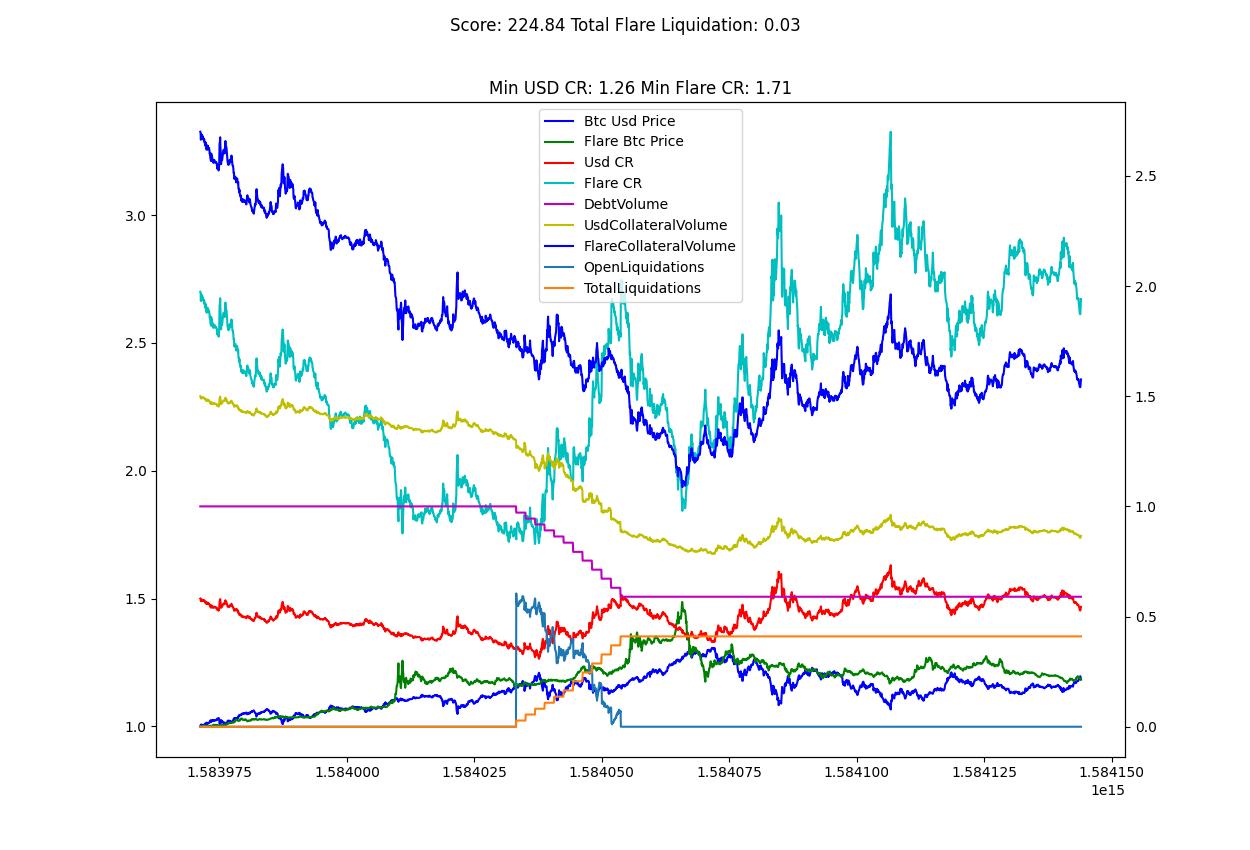 Score: 224.84 Total Flare Liquidation: 0.03
Min USD CR: 1.26 Min Flare CR: 1.71
Btc Usd Price
Flare Btc Price
Usd CR
Flare CR
DebtVolume
UsdCollateralVolume
FlareCollateralVolume
OpenLiquidations
TotalLiquidations
3.0
2.5
2.0
1.5
1.0
2.5
2.0
1.5
1.0
0.5
0.0
1.583975 1.584000 1.584025 1.584050 1.584075 1.584100 1.584125 1.584150
1e15